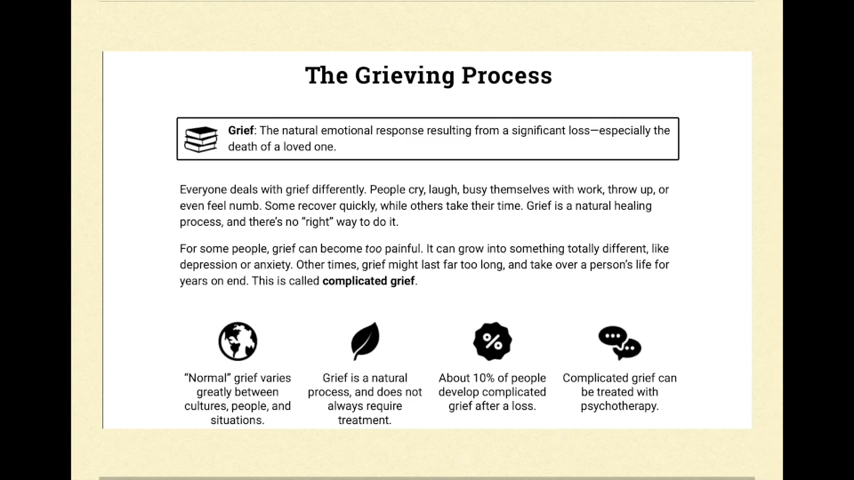 The Grieving Process
Grief: The natural emotional response resulting from a significant loss—especially the
death of a loved one.
Everyone deals with grief differently. People cry, laugh, busy themselves with work, throw up, or
even feel numb. Some recover quickly, while others take their time. Grief is a natural healing
process, and there's no “right” way to do it.
For some people, grief can become too painful. It can grow into something totally different, like
depression or anxiety. Other times, grief might last far too long, and take over a person's life for
years on end. This is called complicated grief.
“Normal” grief varies
greatly between
cultures, people, and
situations.
Grief is a natural
process, and does not
always require
treatment.
%
About 10% of people
develop complicated
grief after a loss.
Complicated grief can
be treated with
psychotherapy.